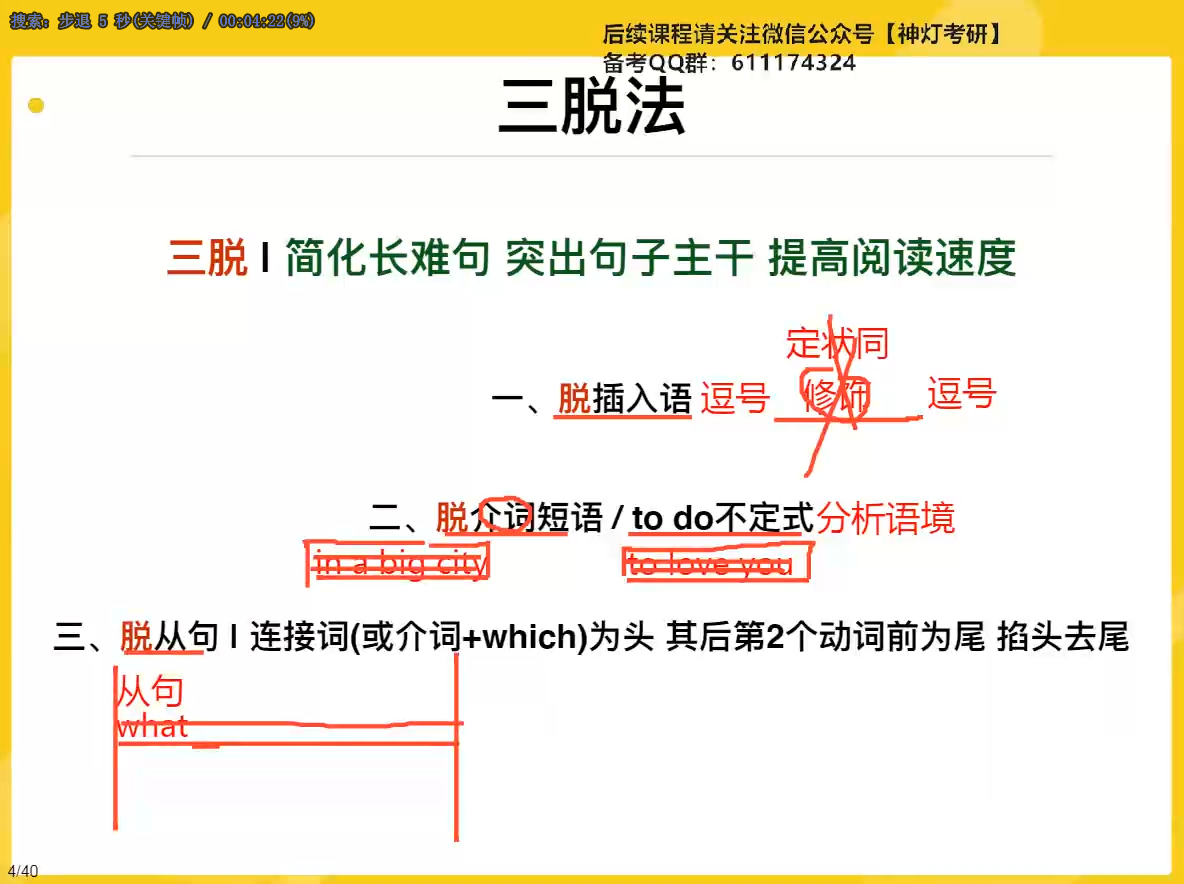 搜索: 步退 5 秒(关键帧) / 00:04:22(9%)
后续课程请关注微信公众号【神灯考研】
备考QQ群：611174324
三脱法
三脱 I 简化长难句 突出句子主干 提高阅读速度
定状同
一、脱插入语 逗号 修饰 逗号
二、脱介词短语 / to do不定式 分析语境
in a big city to love you
三、脱从句 I 连接词(或介词+which)为头 其后第2个动词前为尾 掐头去尾
从句
what
4/40